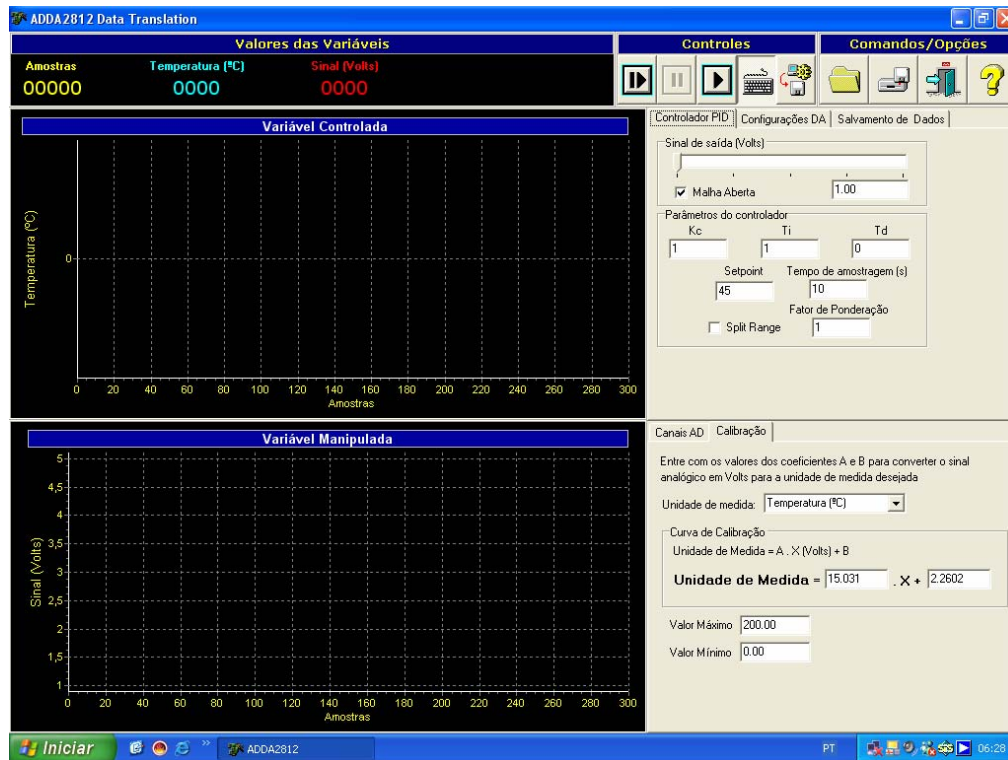 ADDA2812 Data Translation
Valores das Variáveis
Controles
Comandos/Opções
Amostras
Temperatura (ºC)
Sinal (Volts)
00000
0000
0000
Variável Controlada
Temperatura (ºC)
0
0 20 40 60 80 100 120 140 160 180 200 220 240 260 280 300
Amostras
Controlador PID
Configurações DA
Salvamento de Dados
Sinal de saída (Volts)
Malha Aberta
1.00
Parâmetros do controlador
Kc Ti Td
1 1 0
Setpoint Tempo de amostragem (s)
45 10
Fator de Ponderação
Split Range 1
Variável Manipulada
Sinal (Volts)
5
4,5
4
3,5
3
2,5
2
1,5
1
0 20 40 60 80 100 120 140 160 180 200 220 240 260 280 300
Amostras
Canais AD
Calibração
Entre com os valores dos coeficientes A e B para converter o sinal
analógico em Volts para a unidade de medida desejada
Unidade de medida: Temperatura (ºC)
Curva de Calibração
Unidade de Medida = A . X (Volts) + B
Unidade de Medida = 15.031 . X + 2.2602
Valor Máximo 200.00
Valor Mínimo 0.00
Iniciar
ADDA2812
PT
SiS
06:28